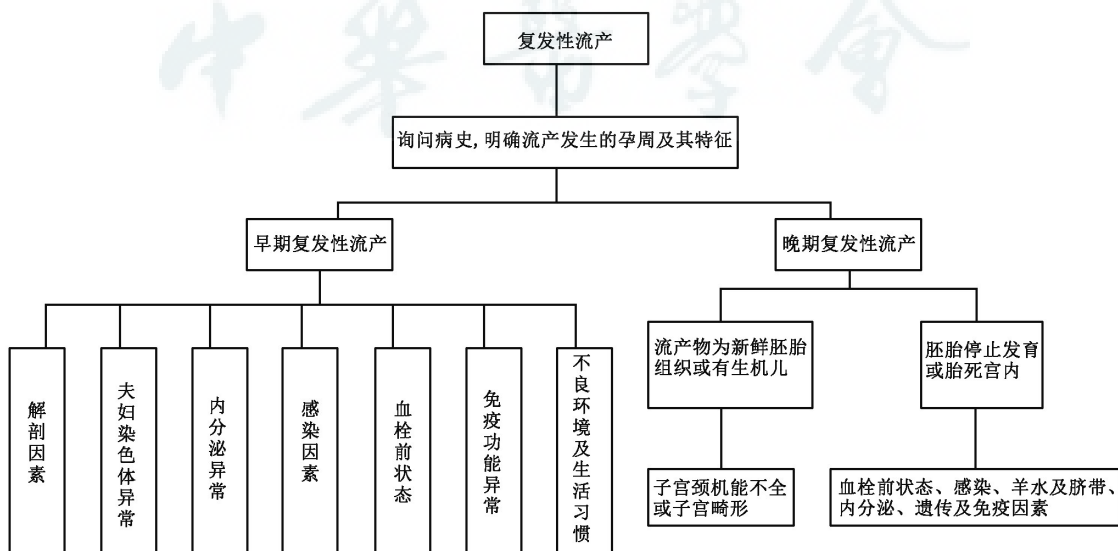 中华医学会
复发性流产
询问病史,明确流产发生的孕周及其特征
早期复发性流产
晚期复发性流产
解剖因素
夫妇染色体异常
内分泌异常
感染因素
血栓前状态
免疫功能异常
不良环境及生活习惯
流产物为新鲜胚胎
组织或有生机儿
胚胎停止发育
或胎死宫内
子宫颈机能不全
或子宫畸形
血栓前状态、感染、羊水及脐带、
内分泌、遗传及免疫因素